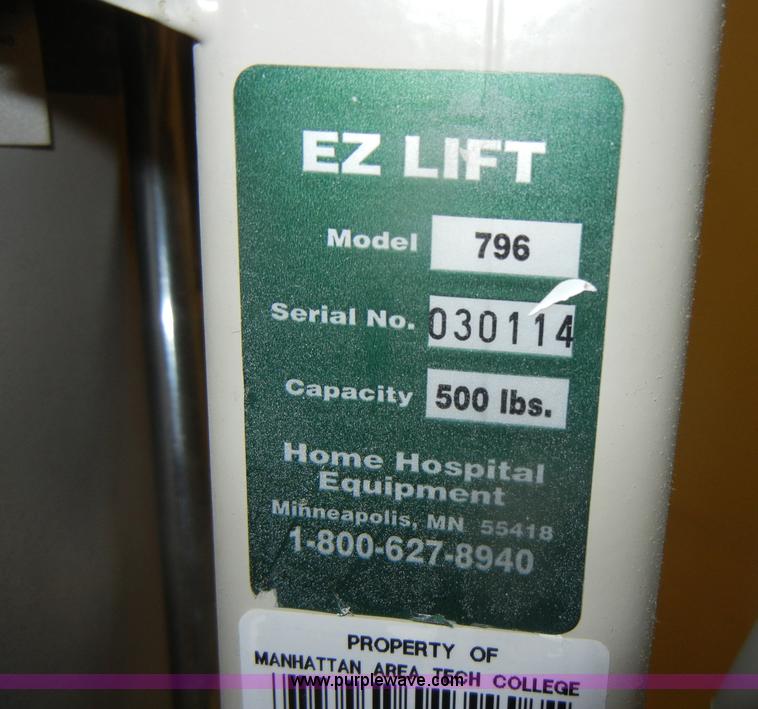 EZ LIFT
Model 796
Serial No. 030114
Capacity 500 lbs.
Home Hospital
Equipment
Minneapolis, MN 55418
1-800-627-8940
PROPERTY OF
MANHATTAN AREA TECH COLLEGE
www.purplewave.com